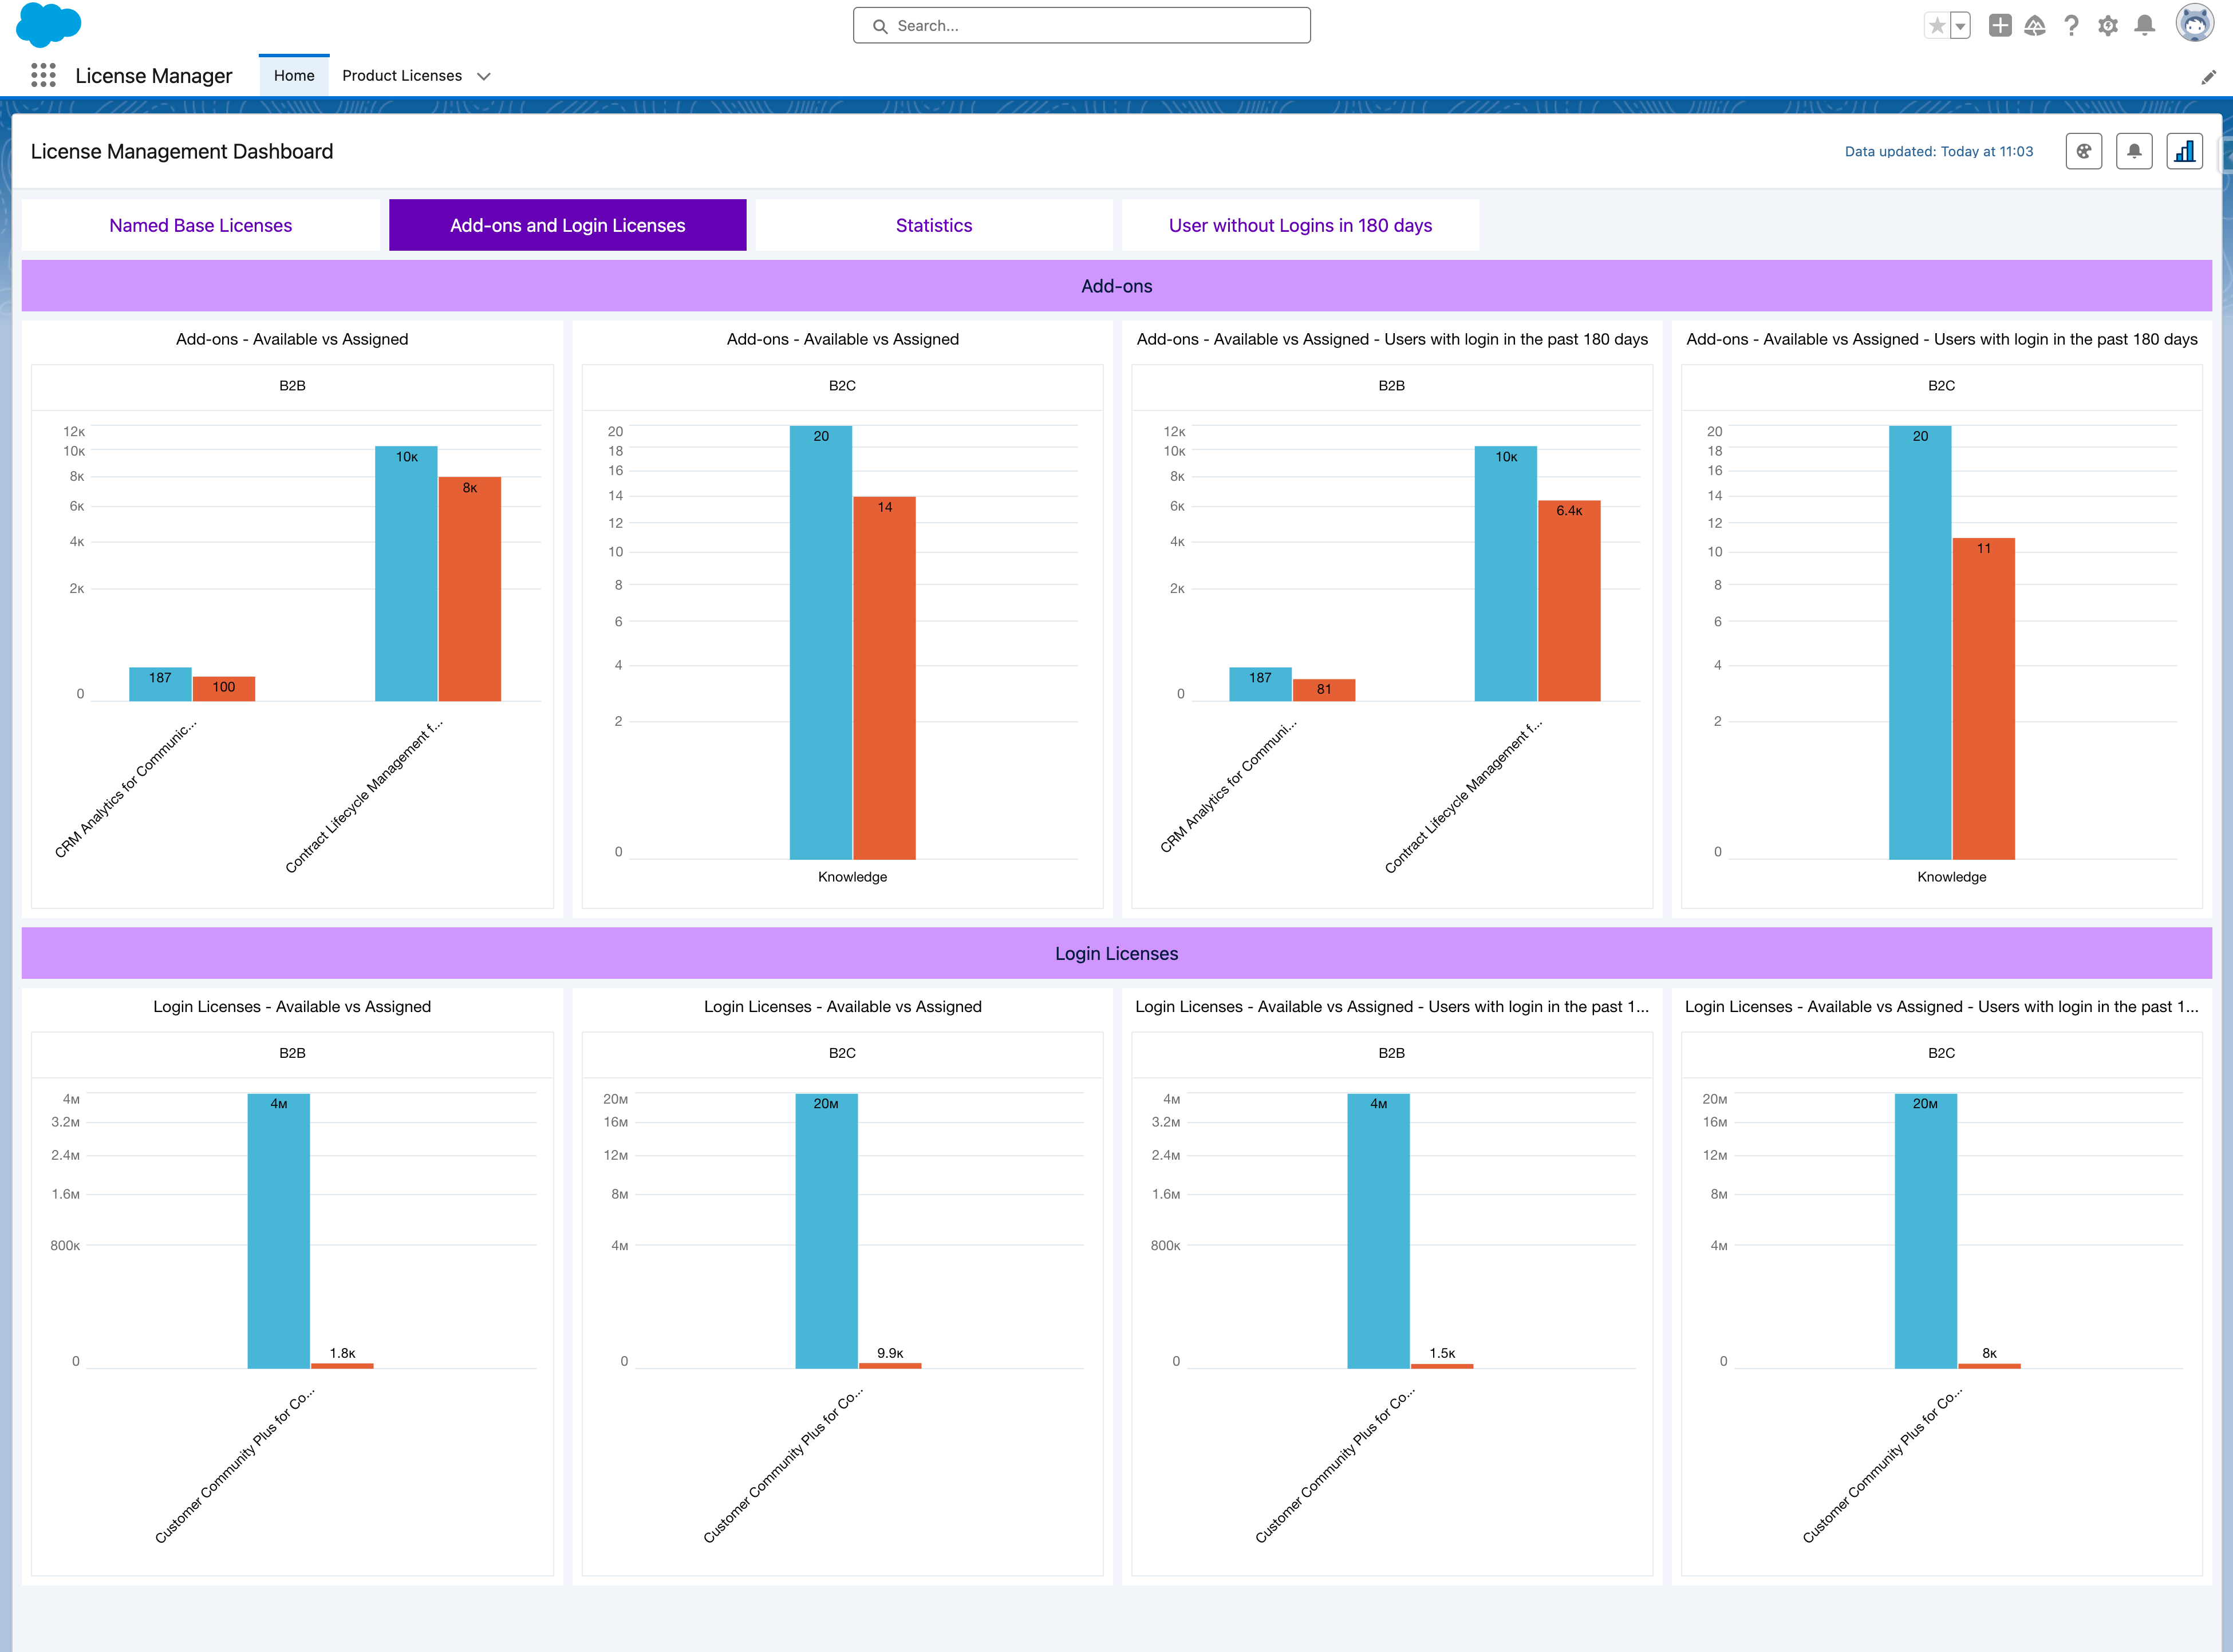 Search...
License Manager
Home
Product Licenses
License Management Dashboard
Data updated: Today at 11:03
Named Base Licenses
Add-ons and Login Licenses
Statistics
User without Logins in 180 days
Add-ons
Add-ons - Available vs Assigned
B2B
12K
10K
8K
6K
4K
2K
0
187
100
10K
8K
CRM Analytics for Communic...
Contract Lifecycle Management f...
Add-ons - Available vs Assigned
B2C
20
18
16
14
12
10
8
6
4
2
0
20
14
Knowledge
Add-ons - Available vs Assigned - Users with login in the past 180 days
B2B
12K
10K
8K
6K
4K
2K
0
187
81
10K
6.4K
CRM Analytics for Communi...
Contract Lifecycle Management f...
Add-ons - Available vs Assigned - Users with login in the past 180 days
B2C
20
18
16
14
12
10
8
6
4
2
0
20
11
Knowledge
Login Licenses
Login Licenses - Available vs Assigned
B2B
4M
3.2M
2.4M
1.6M
800K
0
4M
1.8K
Customer Community Plus for Co...
Login Licenses - Available vs Assigned
B2C
20M
16M
12M
8M
4M
0
20M
9.9K
Customer Community Plus for Co...
Login Licenses - Available vs Assigned - Users with login in the past 1...
B2B
4M
3.2M
2.4M
1.6M
800K
0
4M
1.5K
Customer Community Plus for Co...
Login Licenses - Available vs Assigned - Users with login in the past 1...
B2C
20M
16M
12M
8M
4M
0
20M
8K
Customer Community Plus for Co...